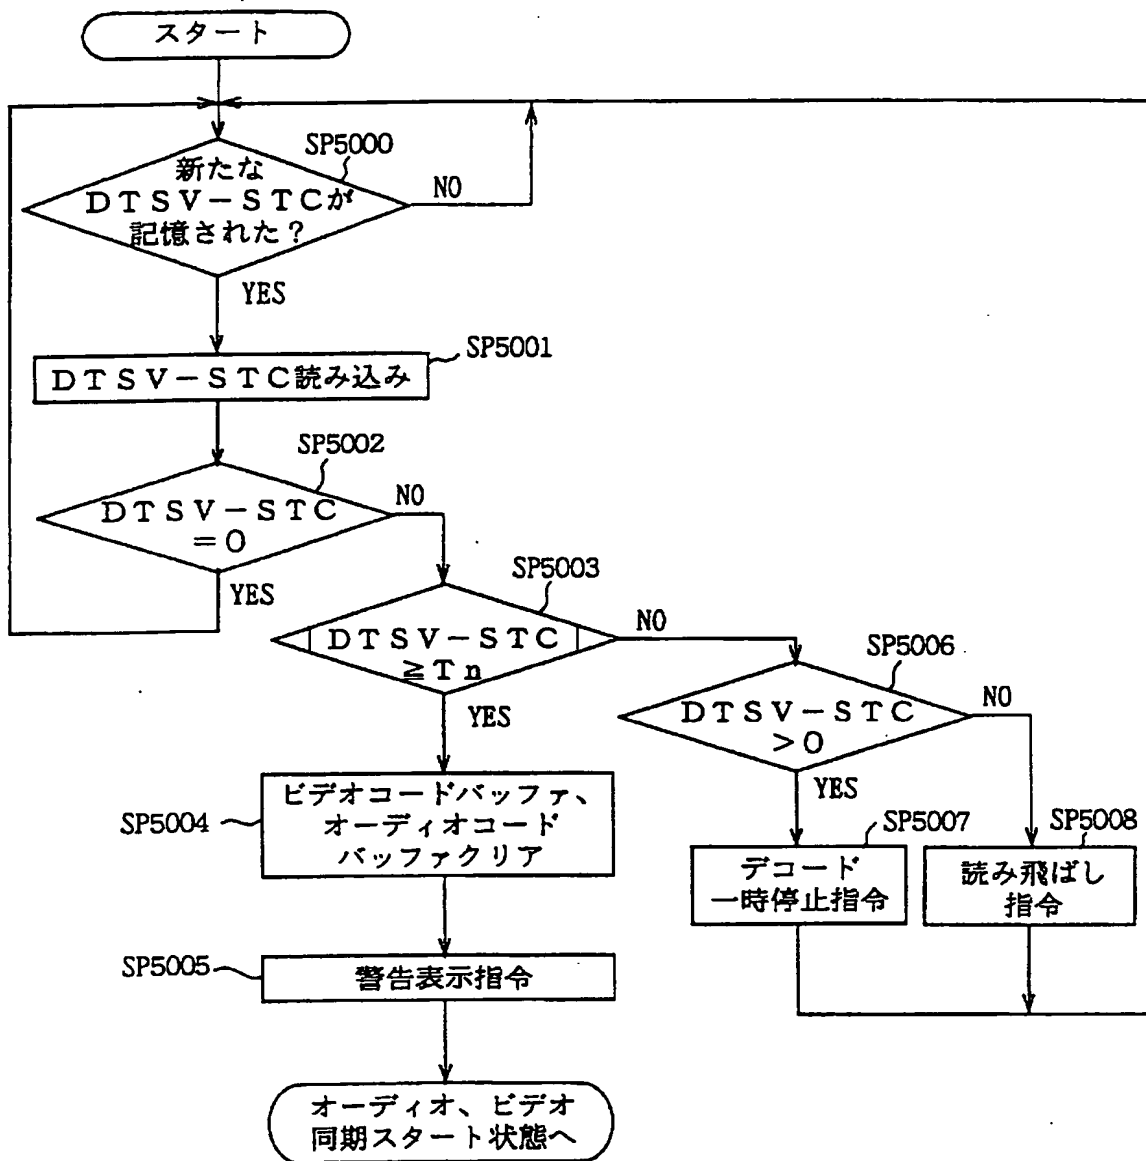 スタート
SP5000
新たな
DTSV-STCが
記憶された?
NO
YES
SP5001
DTSV-STC読み込み
SP5002
DTSV-STC
=0
NO
YES
SP5003
|DTSV-STC|
≧Tn
NO
YES
SP5006
DTSV-STC
>0
NO
YES
SP5004
ビデオコードバッファ、
オーディオコード
バッファクリア
SP5007
デコード
一時停止指令
SP5008
読み飛ばし
指令
SP5005
警告表示指令
オーディオ、ビデオ
同期スタート状態へ